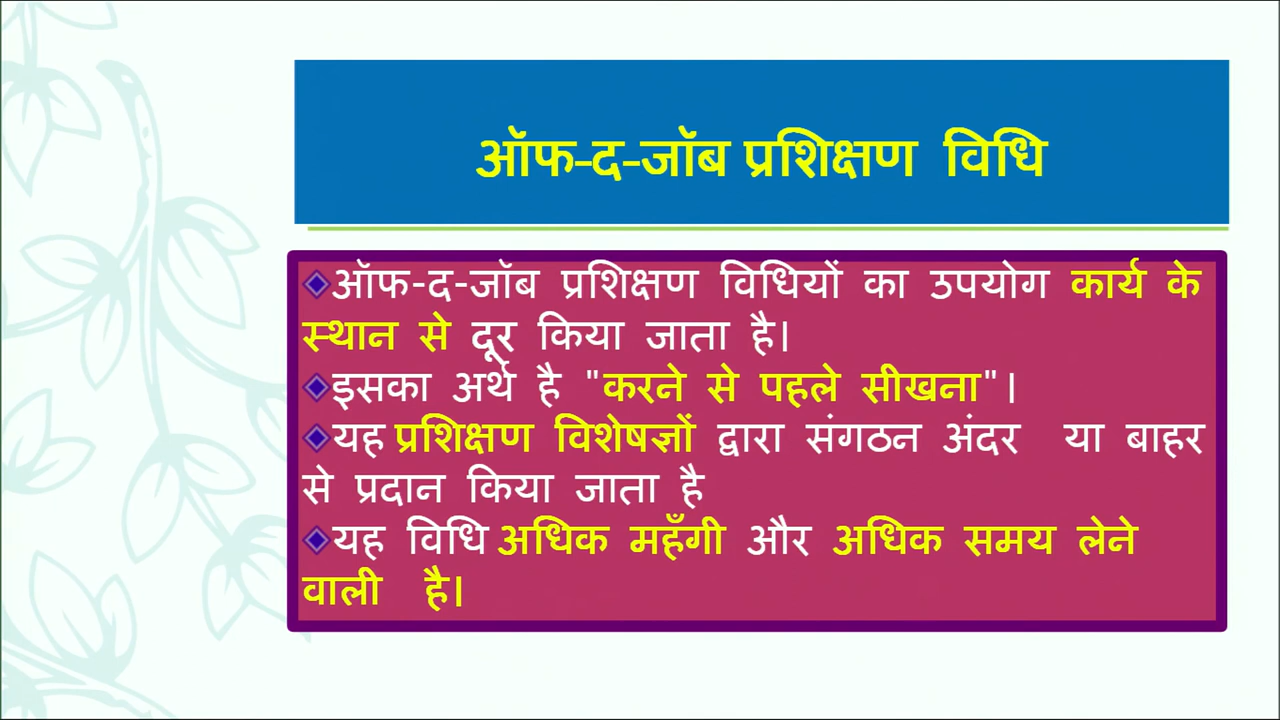 ऑफ-द-जॉब प्रशिक्षण विधि
ऑफ-द-जॉब प्रशिक्षण विधियों का उपयोग कार्य के
स्थान से दूर किया जाता है।
इसका अर्थ है "करने से पहले सीखना"।
यह प्रशिक्षण विशेषज्ञों द्वारा संगठन अंदर या बाहर
से प्रदान किया जाता है
यह विधि अधिक महँगी और अधिक समय लेने
वाली है।